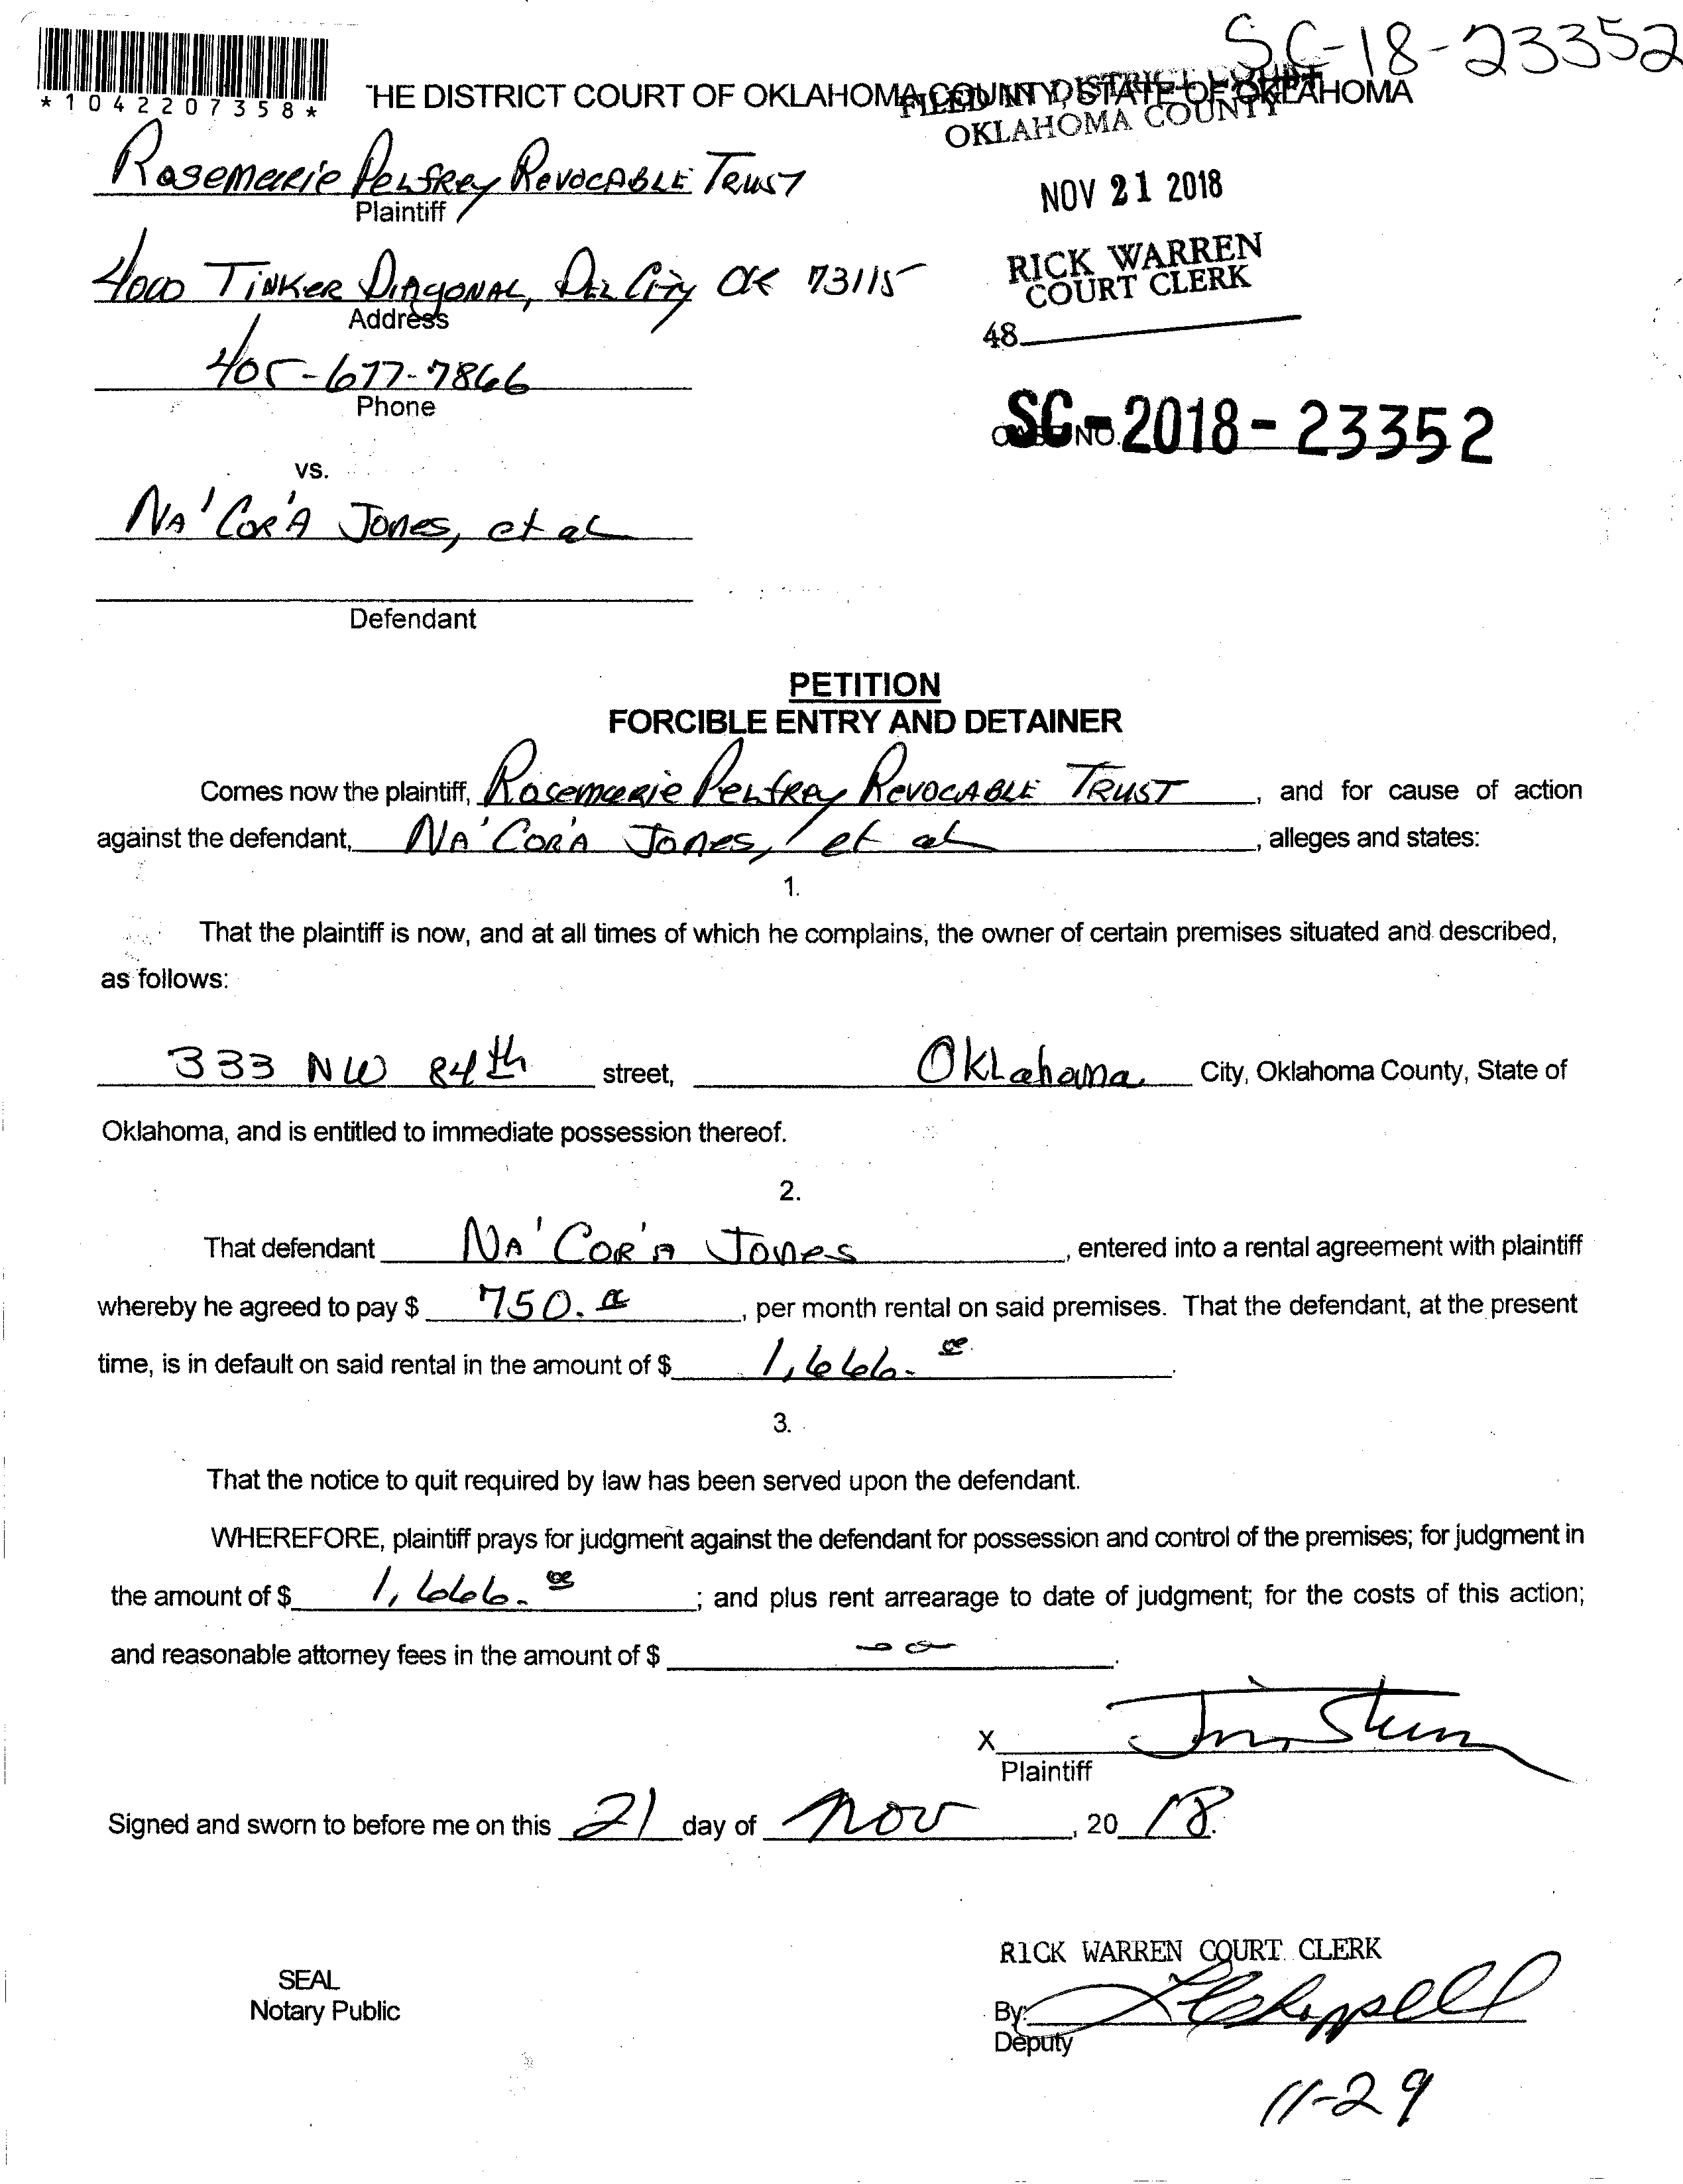 SC-18-23352
*1042207358*
THE DISTRICT COURT OF OKLAHOMA COUNTY, STATE OF OKLAHOMA
FILED IN DISTRICT COURT
OKLAHOMA COUNTY
Rosemarie Pelfrey Revocable Trust
Plaintiff
NOV 21 2018
4000 Tinker Diagonal, Del City OK 73115
Address
RICK WARREN
COURT CLERK
48
405-677-7866
Phone
CASE NO. SC-2018-23352
vs.
Na'Cor'a Jones, et al
Defendant
PETITION
FORCIBLE ENTRY AND DETAINER
Comes now the plaintiff, Rosemarie Pelfrey Revocable Trust, and for cause of action
against the defendant, Na'Cor'a Jones, et al, alleges and states:
1.
That the plaintiff is now, and at all times of which he complains, the owner of certain premises situated and described,
as follows:
333 NW 84th street, Oklahoma City, Oklahoma County, State of
Oklahoma, and is entitled to immediate possession thereof.
2.
That defendant Na'Cor'a Jones, entered into a rental agreement with plaintiff
whereby he agreed to pay $ 750.00, per month rental on said premises. That the defendant, at the present
time, is in default on said rental in the amount of $ 1,666.00.
3.
That the notice to quit required by law has been served upon the defendant.
WHEREFORE, plaintiff prays for judgment against the defendant for possession and control of the premises; for judgment in
the amount of $ 1,666.00; and plus rent arrearage to date of judgment; for the costs of this action;
and reasonable attorney fees in the amount of $ -0-.
X
Plaintiff
Signed and sworn to before me on this 21 day of Nov, 20 18.
RICK WARREN COURT CLERK
SEAL
Notary Public
By:
Deputy
11-29